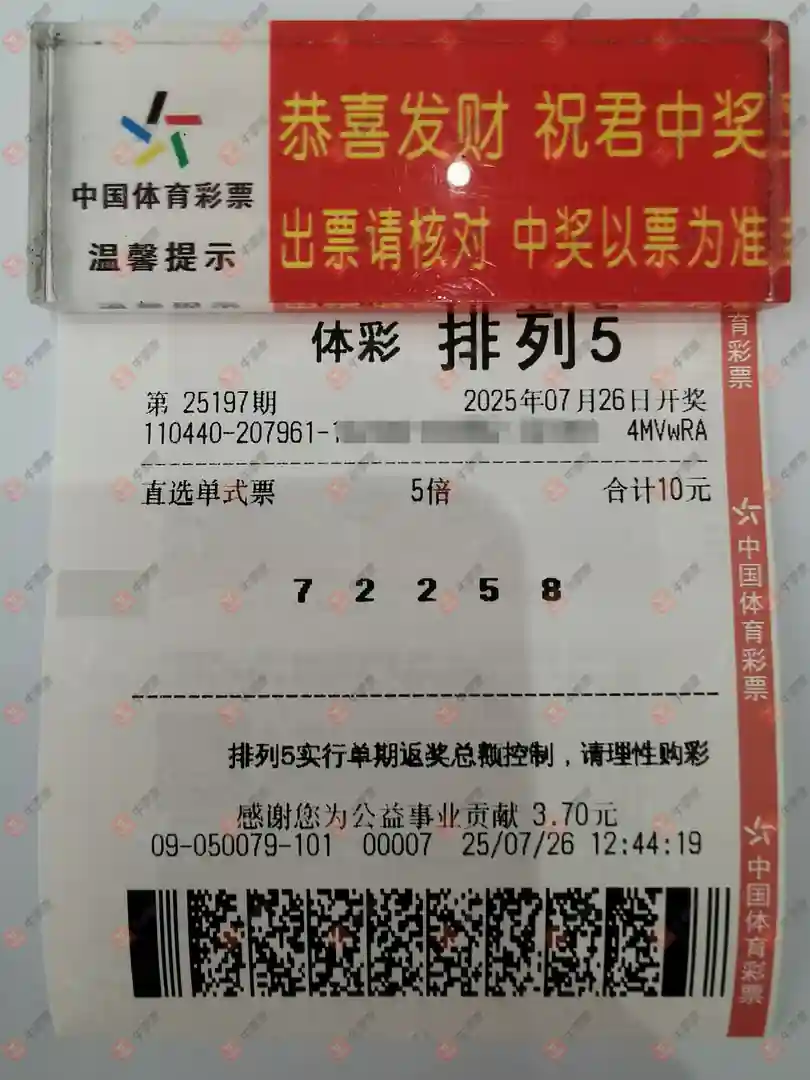 恭喜发财 祝君中奖
中国体育彩票
温馨提示
出票请核对 中奖以票为准
体彩 排列5
育彩票
第 25197期 2025年07月26日开奖
110440-207961- 4MVwRA
直选单式票 5倍 合计10元
中国体育彩票
7 2 2 5 8
排列5实行单期返奖总额控制，请理性购彩
感谢您为公益事业贡献 3.70元
09-050079-101 00007 25/07/26 12:44:19
中国体育彩票